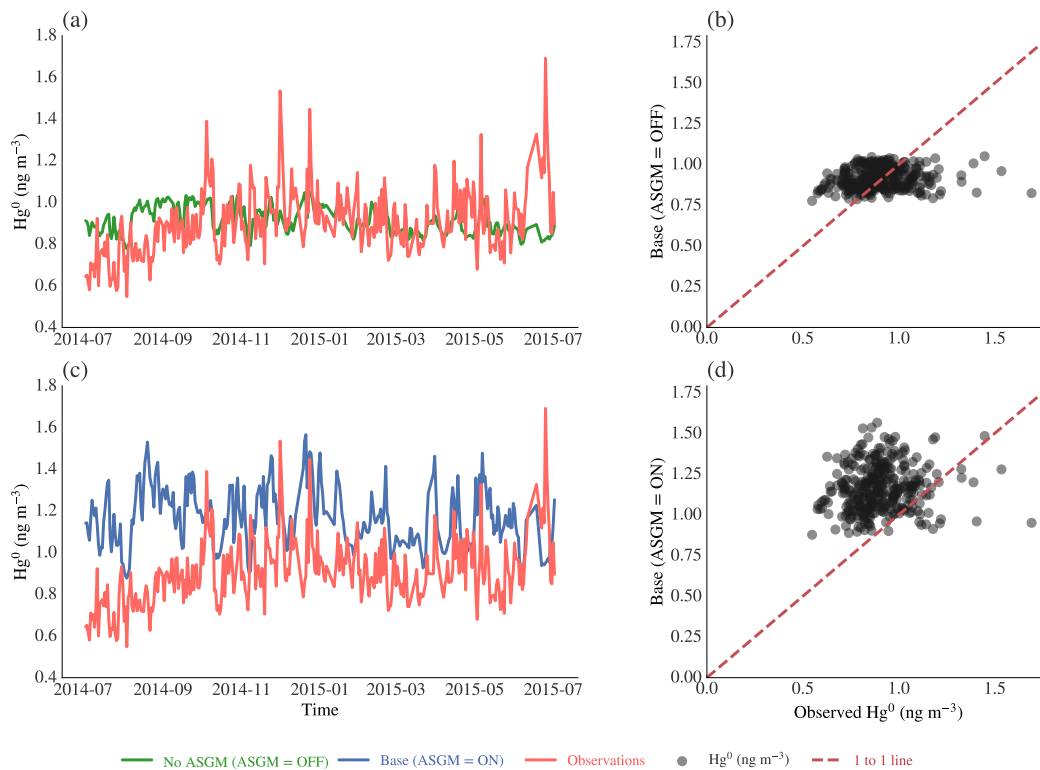 (a)
1.8
1.6
1.4
1.2
1.0
0.8
0.6
0.4
Hg⁰ (ng m⁻³)
2014-07 2014-09 2014-11 2015-01 2015-03 2015-05 2015-07
(b)
1.75
1.50
1.25
1.00
0.75
0.50
0.25
0.00
Base (ASGM = OFF)
0.0 0.5 1.0 1.5
(c)
1.8
1.6
1.4
1.2
1.0
0.8
0.6
0.4
Hg⁰ (ng m⁻³)
2014-07 2014-09 2014-11 2015-01 2015-03 2015-05 2015-07
Time
(d)
1.75
1.50
1.25
1.00
0.75
0.50
0.25
0.00
Base (ASGM = ON)
0.0 0.5 1.0 1.5
Observed Hg⁰ (ng m⁻³)
No ASGM (ASGM = OFF) Base (ASGM = ON) Observations Hg⁰ (ng m⁻³) 1 to 1 line